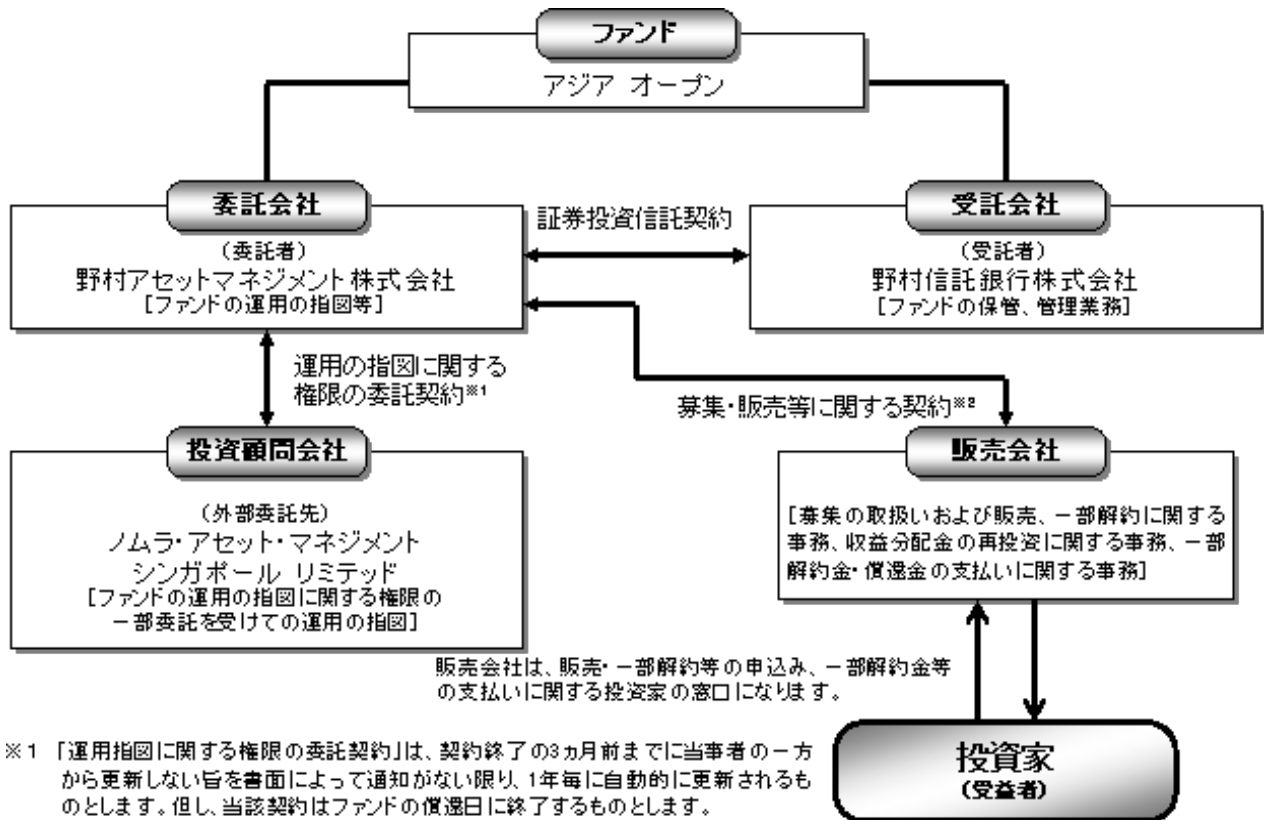 ファンド
アジア オープン
委託会社
(委託者)
野村アセットマネジメント株式会社
[ファンドの運用の指図等]
証券投資信託契約
受託会社
(受託者)
野村信託銀行株式会社
[ファンドの保管、管理業務]
運用の指図に関する
権限の委託契約※1
募集・販売等に関する契約※2
投資顧問会社
(外部委託先)
ノムラ・アセット・マネジメント
シンガポール リミテッド
[ファンドの運用の指図に関する権限の
一部委託を受けての運用の指図]
販売会社
[募集の取扱いおよび販売、一部解約に関する
事務、収益分配金の再投資に関する事務、一部
解約金・償還金の支払いに関する事務]
販売会社は、販売・一部解約等の申込み、一部解約金等
の支払いに関する投資家の窓口になります。
投資家
(受益者)
※1 「運用指図に関する権限の委託契約」は、契約終了の3ヵ月前までに当事者の一方
から更新しない旨を書面によって通知がない限り、1年毎に自動的に更新されるも
のとします。但し、当該契約はファンドの償還日に終了するものとします。